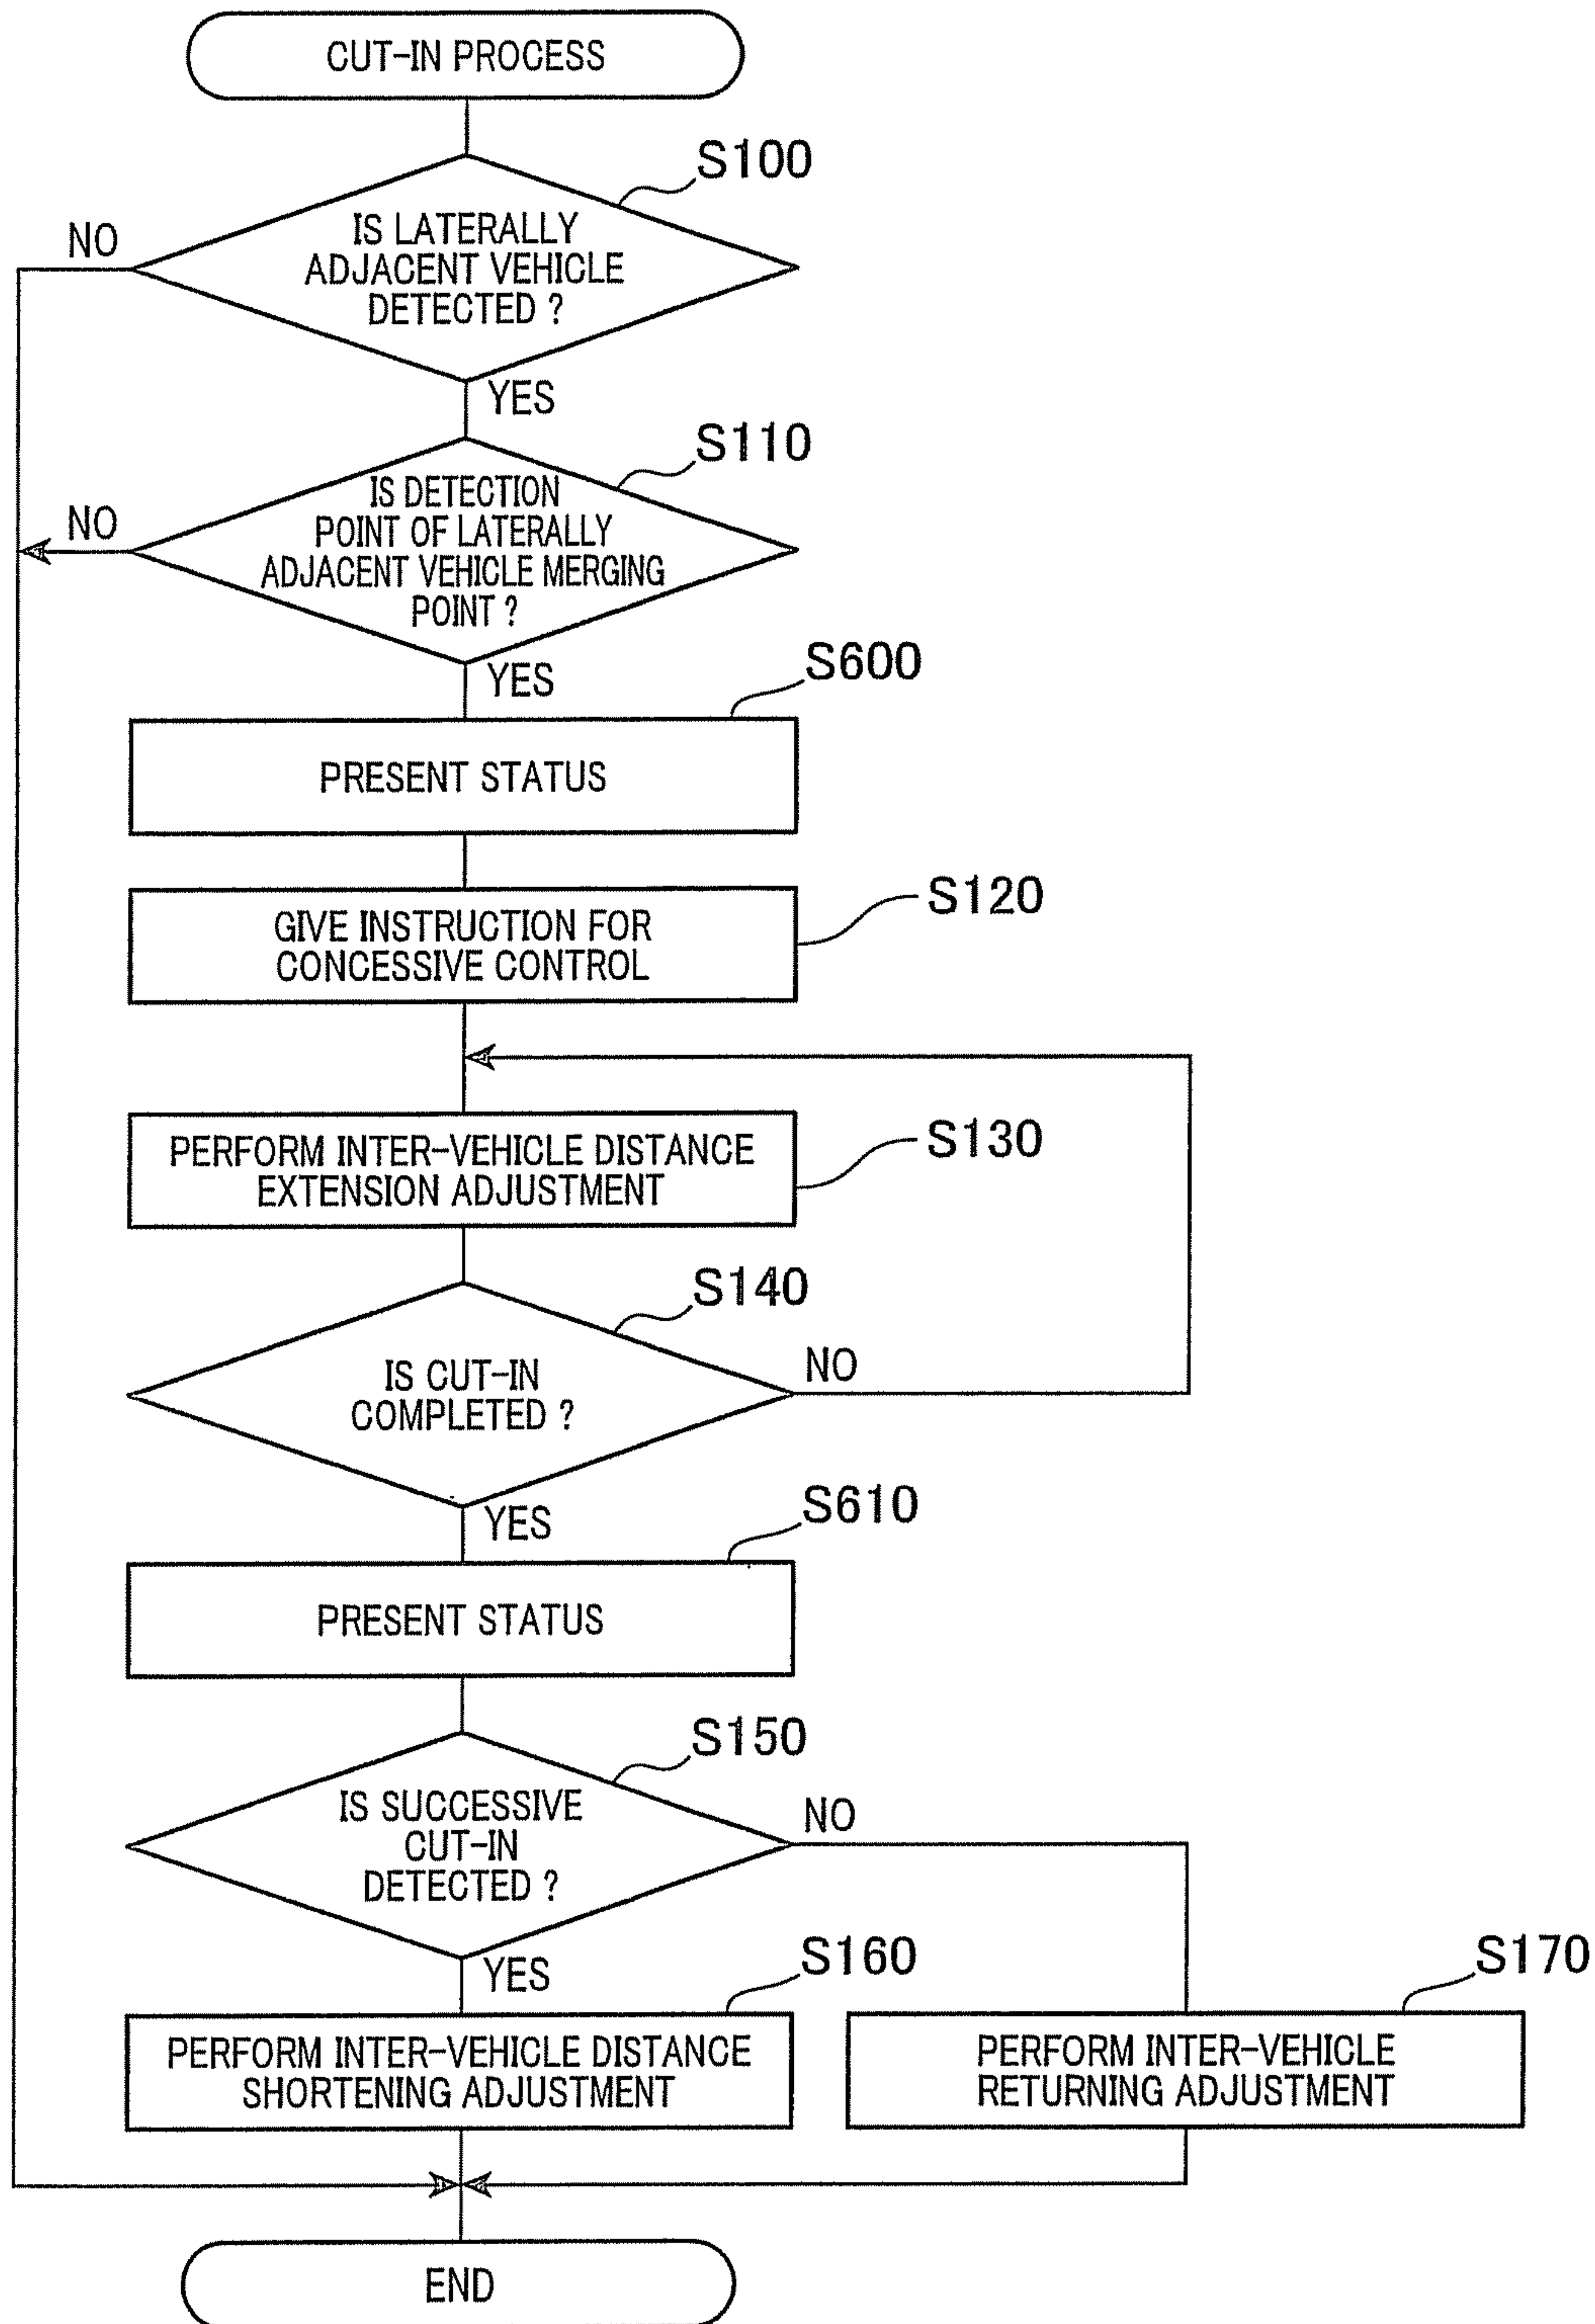 CUT-IN PROCESS
S100
IS LATERALLY
ADJACENT VEHICLE
DETECTED ?
NO
YES
S110
IS DETECTION
POINT OF LATERALLY
ADJACENT VEHICLE MERGING
POINT ?
NO
YES
S600
PRESENT STATUS
S120
GIVE INSTRUCTION FOR
CONCESSIVE CONTROL
S130
PERFORM INTER-VEHICLE DISTANCE
EXTENSION ADJUSTMENT
S140
IS CUT-IN
COMPLETED ?
NO
YES
S610
PRESENT STATUS
S150
IS SUCCESSIVE
CUT-IN
DETECTED ?
NO
YES
S160
PERFORM INTER-VEHICLE DISTANCE
SHORTENING ADJUSTMENT
S170
PERFORM INTER-VEHICLE
RETURNING ADJUSTMENT
END